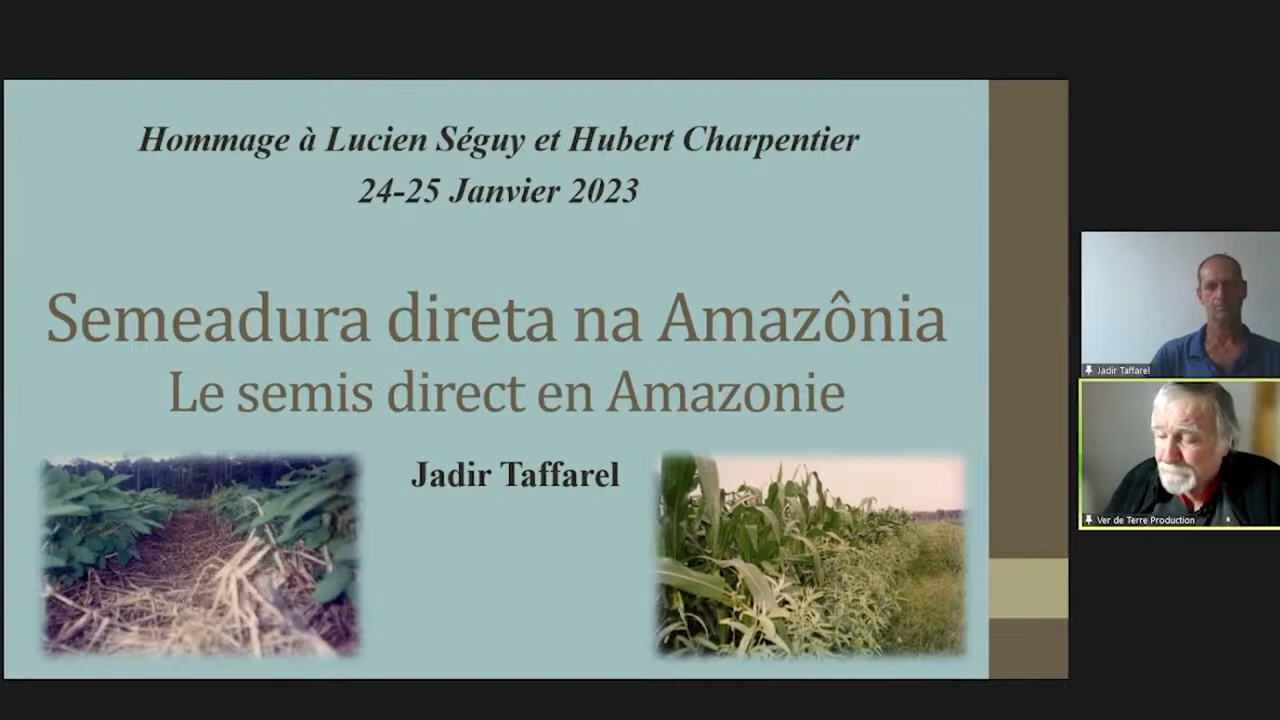 Hommage à Lucien Séguy et Hubert Charpentier
24-25 Janvier 2023
Semeadura direta na Amazônia
Le semis direct en Amazonie
Jadir Taffarel
Jadir Taffarel
Ver de Terre Production